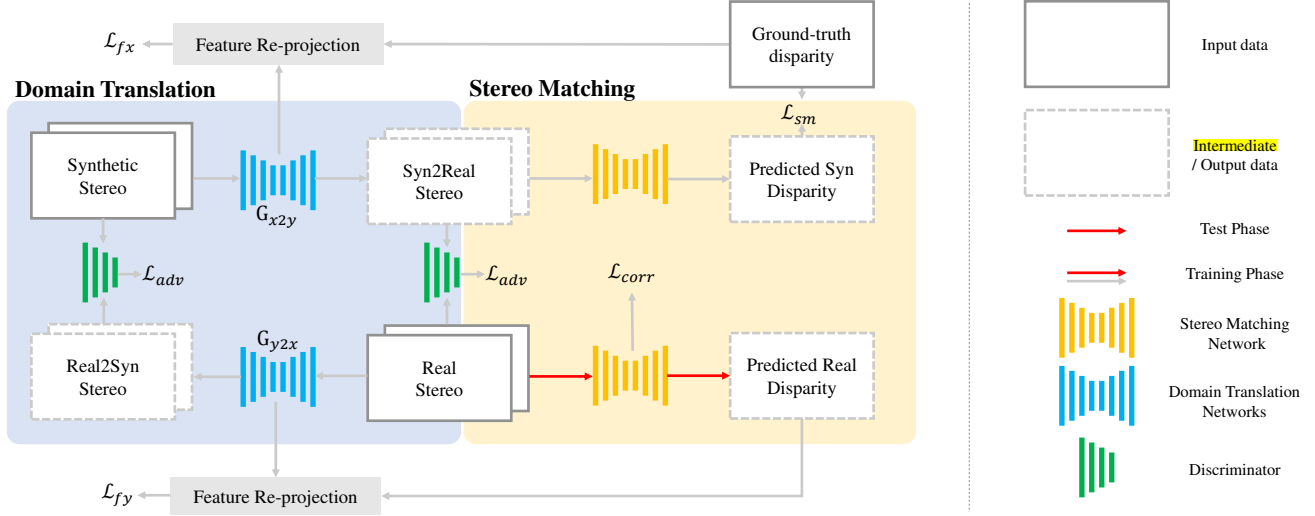 ℒ_fx
Feature Re-projection
Ground-truth
disparity
Domain Translation
Stereo Matching
ℒ_sm
Synthetic
Stereo
G_x2y
Syn2Real
Stereo
Predicted Syn
Disparity
ℒ_adv
ℒ_adv
ℒ_corr
Real2Syn
Stereo
G_y2x
Real
Stereo
Predicted Real
Disparity
ℒ_fy
Feature Re-projection
Input data
Intermediate
/ Output data
Test Phase
Training Phase
Stereo Matching
Network
Domain Translation
Networks
Discriminator